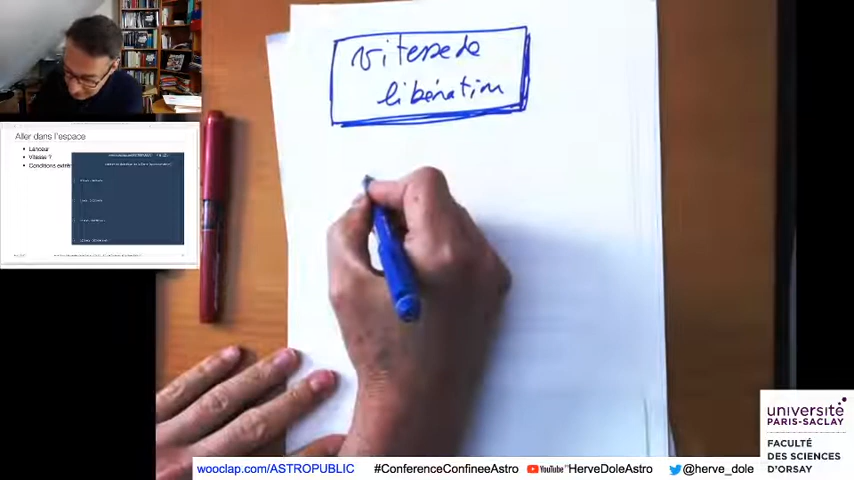 vitesse de
libération
Aller dans l'espace
Lanceur
Vitesse ?
université
PARIS-SACLAY
FACULTÉ
DES SCIENCES
D'ORSAY
wooclap.com/ASTROPUBLIC #ConferenceConfineeAstro YouTube HerveDoleAstro @herve_dole